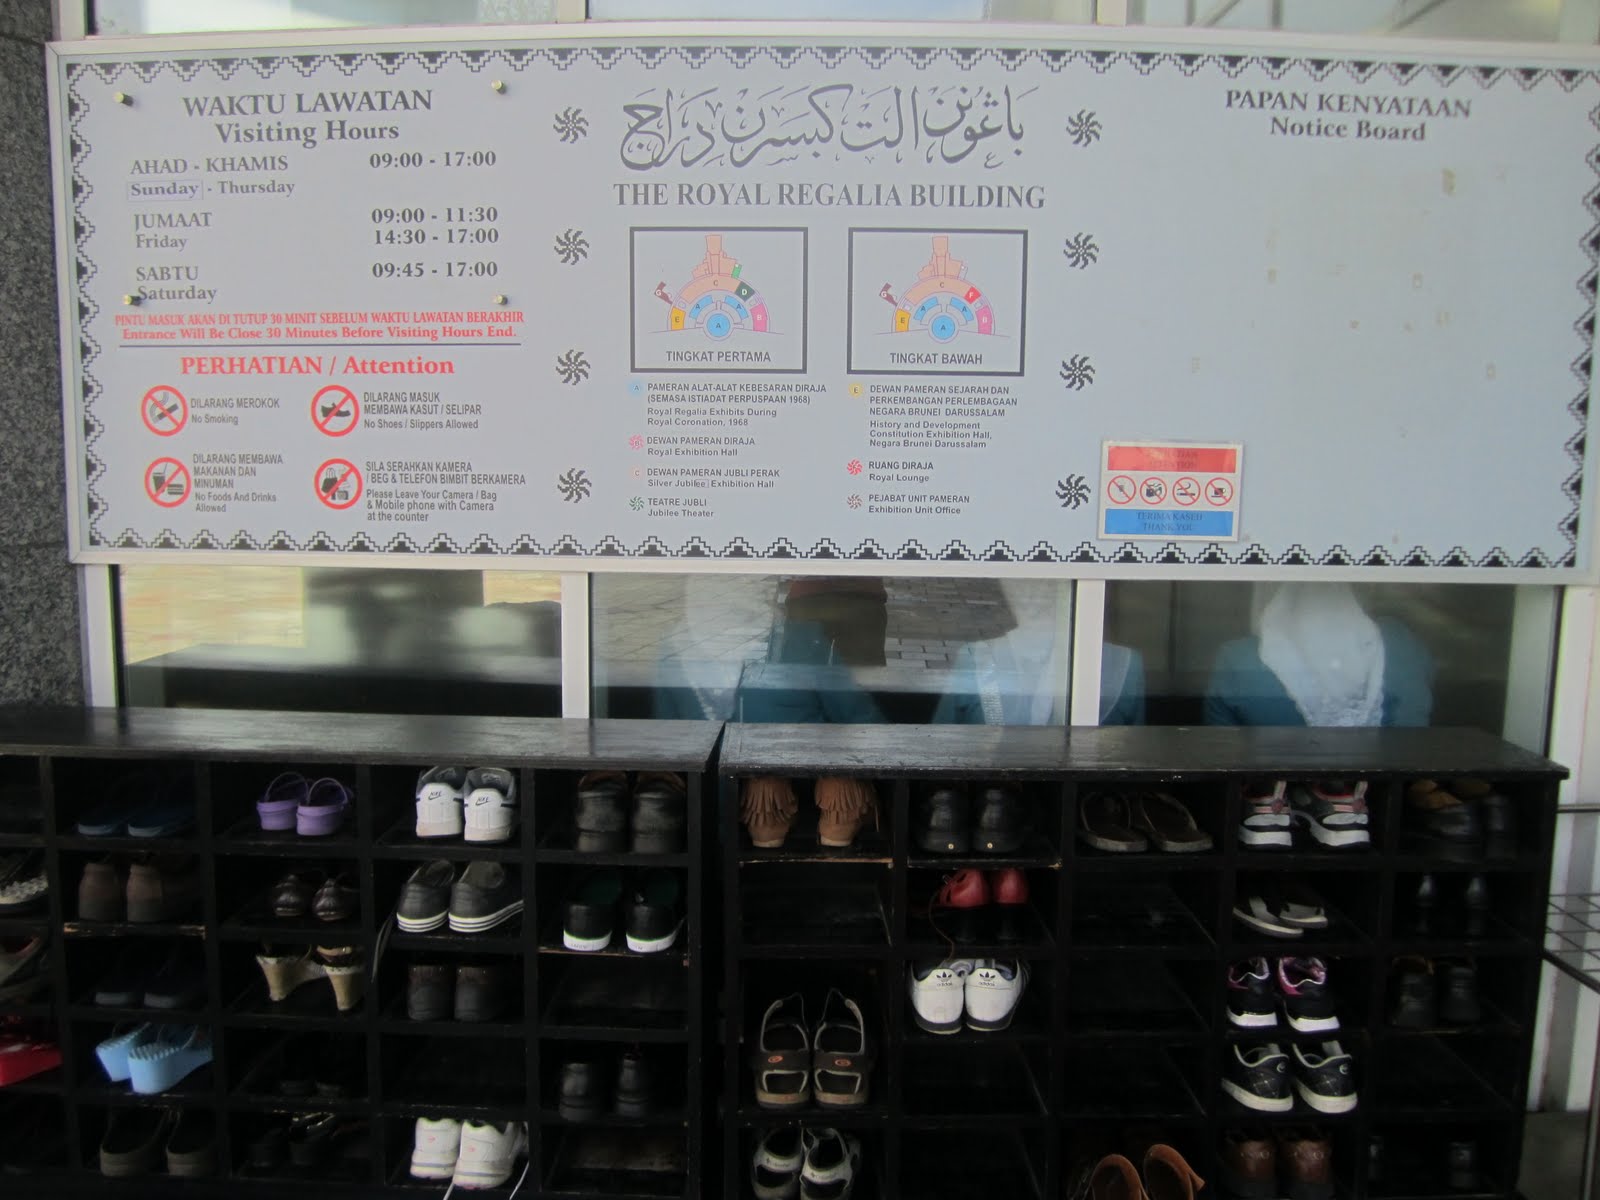 WAKTU LAWATAN
Visiting Hours
AHAD - KHAMIS 09:00 - 17:00
Sunday - Thursday
JUMAAT 09:00 - 11:30
Friday 14:30 - 17:00
SABTU 09:45 - 17:00
Saturday
PINTU MASUK AKAN DI TUTUP 30 MINIT SEBELUM WAKTU LAWATAN BERAKHIR
Entrance Will Be Close 30 Minutes Before Visiting Hours End.
PERHATIAN / Attention
DILARANG MEROKOK
No Smoking
DILARANG MASUK
MEMBAWA KASUT / SELIPAR
No Shoes / Slippers Allowed
DILARANG MEMBAWA
MAKANAN DAN
MINUMAN
No Foods And Drinks
Allowed
SILA SERAHKAN KAMERA
/ BEG & TELEFON BIMBIT BERKAMERA
Please Leave Your Camera / Bag
& Mobile phone with Camera
at the counter
باڠونن الت كبسرن دراج
THE ROYAL REGALIA BUILDING
C
D
A
A
E
A
B
TINGKAT PERTAMA
C
F
A
A
E
A
B
TINGKAT BAWAH
A PAMERAN ALAT-ALAT KEBESARAN DIRAJA
(SEMASA ISTIADAT PERPUSPAAN 1968)
Royal Regalia Exhibits During
Royal Coronation, 1968
DEWAN PAMERAN DIRAJA
Royal Exhibition Hall
C DEWAN PAMERAN JUBLI PERAK
Silver Jubilee Exhibition Hall
TEATRE JUBLI
Jubilee Theater
E DEWAN PAMERAN SEJARAH DAN
PERKEMBANGAN PERLEMBAGAAN
NEGARA BRUNEI DARUSSALAM
History and Development
Constitution Exhibition Hall,
Negara Brunei Darussalam
RUANG DIRAJA
Royal Lounge
PEJABAT UNIT PAMERAN
Exhibition Unit Office
PAPAN KENYATAAN
Notice Board
ATTENTION
TERIMA KASEH
THANK YOU